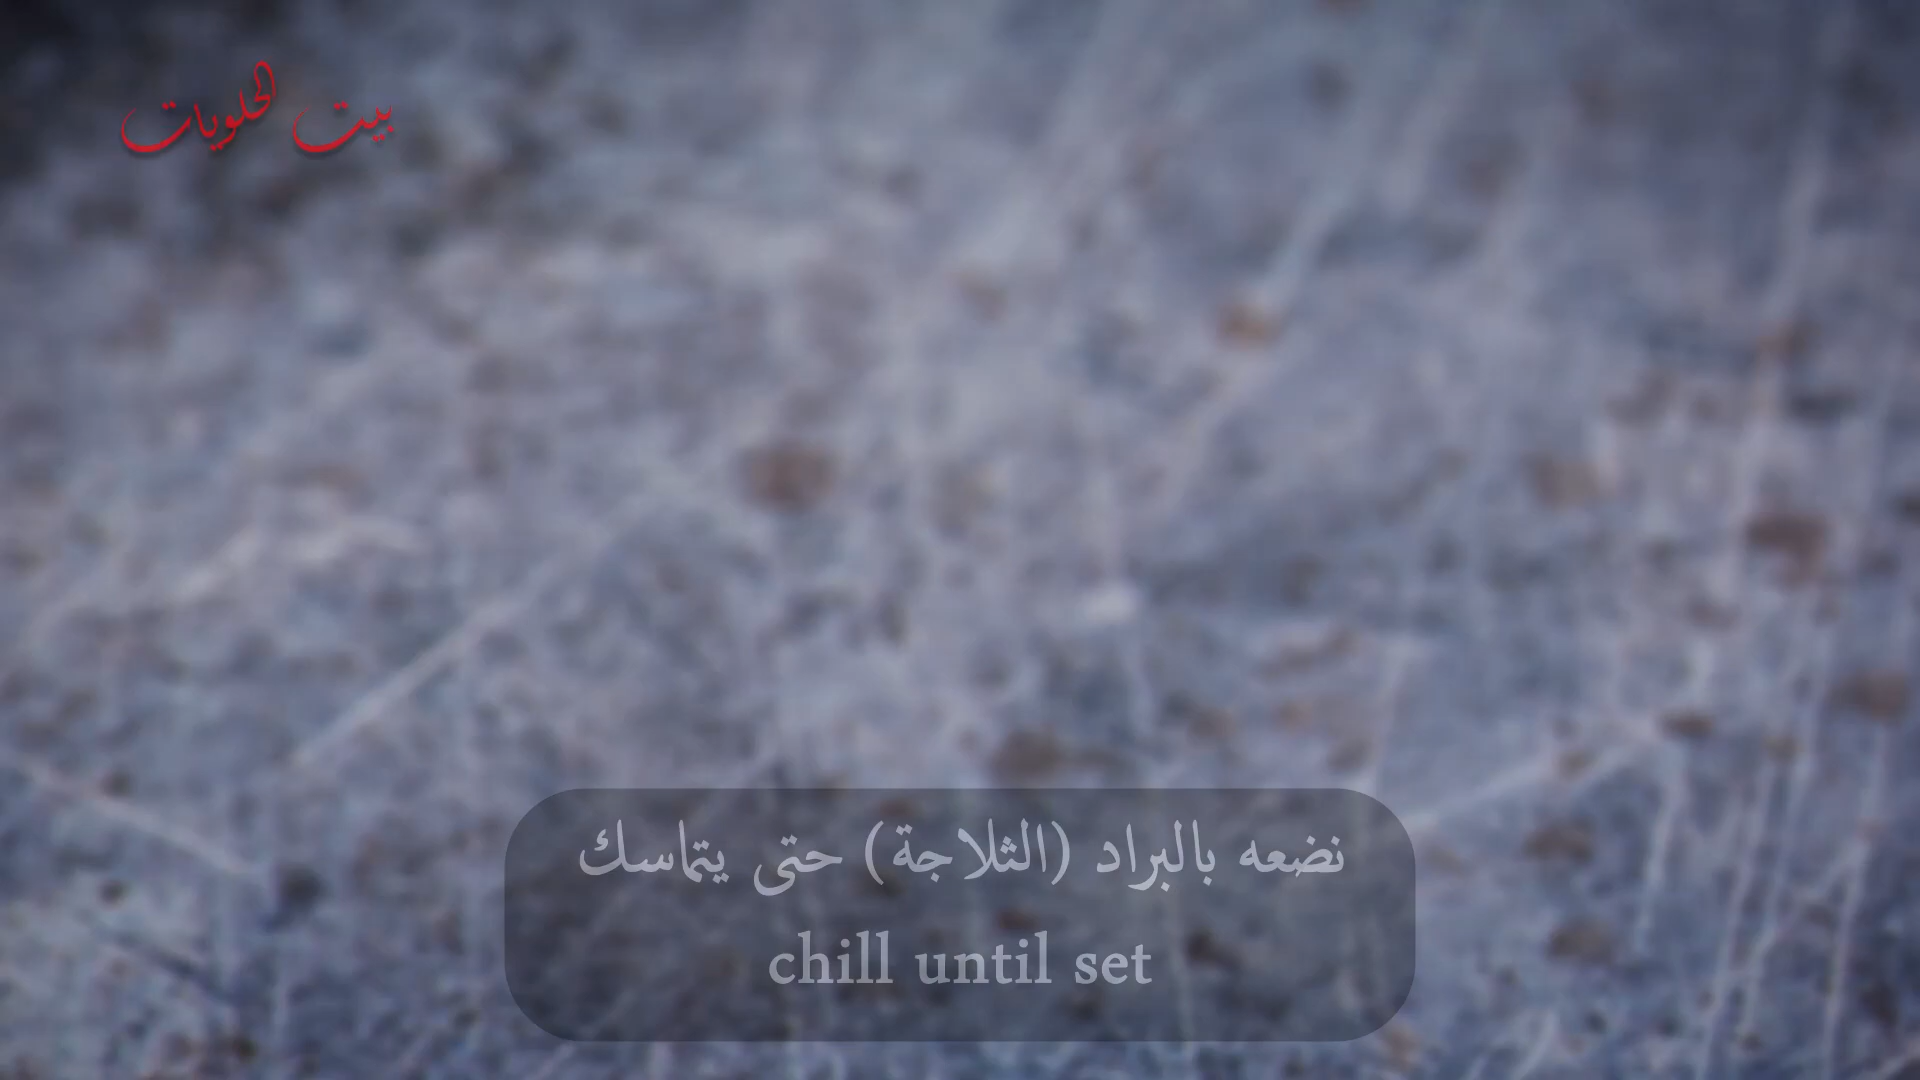 بيت الحلويات
نضعه بالبراد (الثلاجة) حتى يتماسك
chill until set